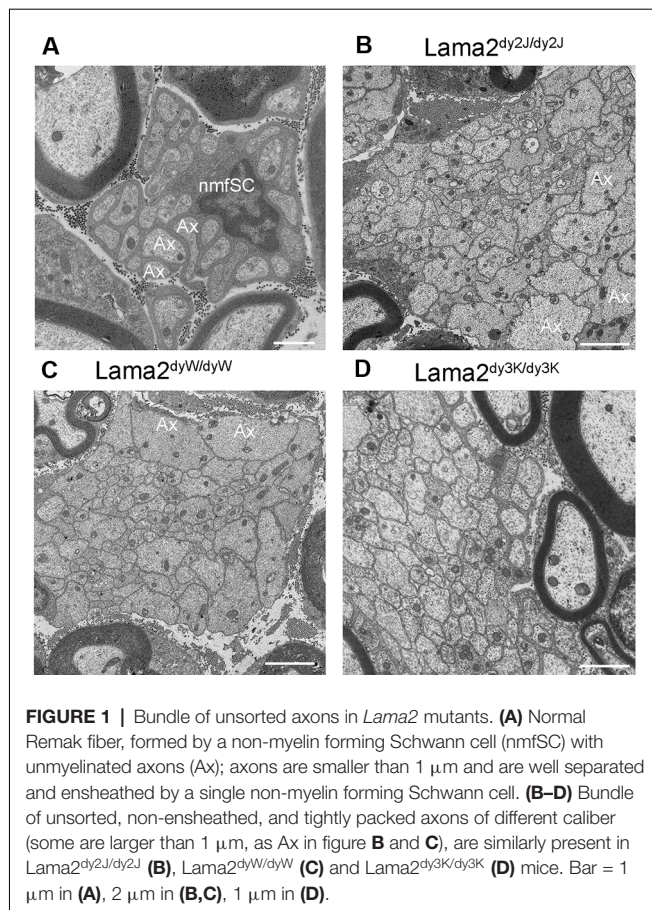 A
B Lama2dy2J/dy2J
nmfSC
Ax
Ax
Ax
Ax
Ax
Ax
C Lama2dyW/dyW
D Lama2dy3K/dy3K
Ax Ax
FIGURE 1 | Bundle of unsorted axons in Lama2 mutants. (A) Normal
Remak fiber, formed by a non-myelin forming Schwann cell (nmfSC) with
unmyelinated axons (Ax); axons are smaller than 1 μm and are well separated
and ensheathed by a single non-myelin forming Schwann cell. (B–D) Bundle
of unsorted, non-ensheathed, and tightly packed axons of different caliber
(some are larger than 1 μm, as Ax in figure B and C), are similarly present in
Lama2dy2J/dy2J (B), Lama2dyW/dyW (C) and Lama2dy3K/dy3K (D) mice. Bar = 1
μm in (A), 2 μm in (B,C), 1 μm in (D).